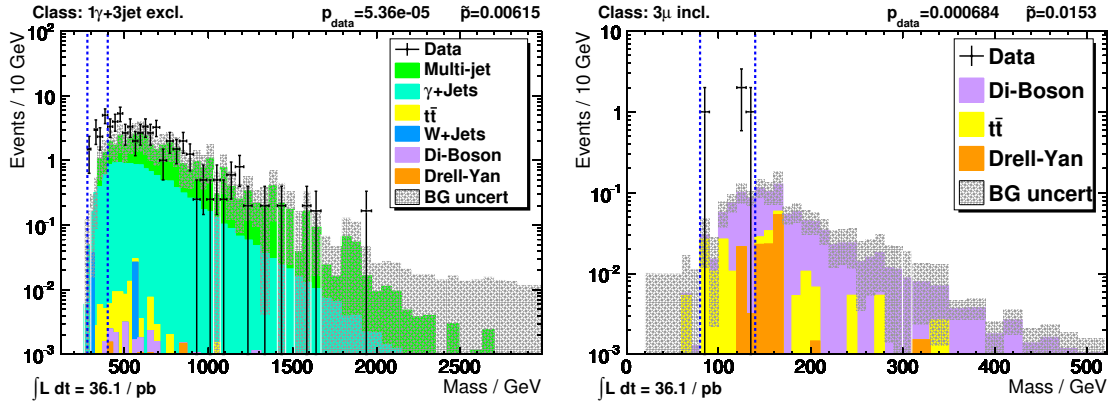 Class: 1γ+3jet excl. p_data=5.36e-05 p̃=0.00615
Events / 10 GeV
10²
10
1
10⁻¹
10⁻²
10⁻³
Data
Multi-jet
γ+Jets
tt̄
W+Jets
Di-Boson
Drell-Yan
BG uncert
500 1000 1500 2000 2500
∫L dt = 36.1 / pb Mass / GeV
Class: 3μ incl. p_data=0.000684 p̃=0.0153
Events / 10 GeV
10
1
10⁻¹
10⁻²
10⁻³
Data
Di-Boson
tt̄
Drell-Yan
BG uncert
0 100 200 300 400 500
∫L dt = 36.1 / pb Mass / GeV